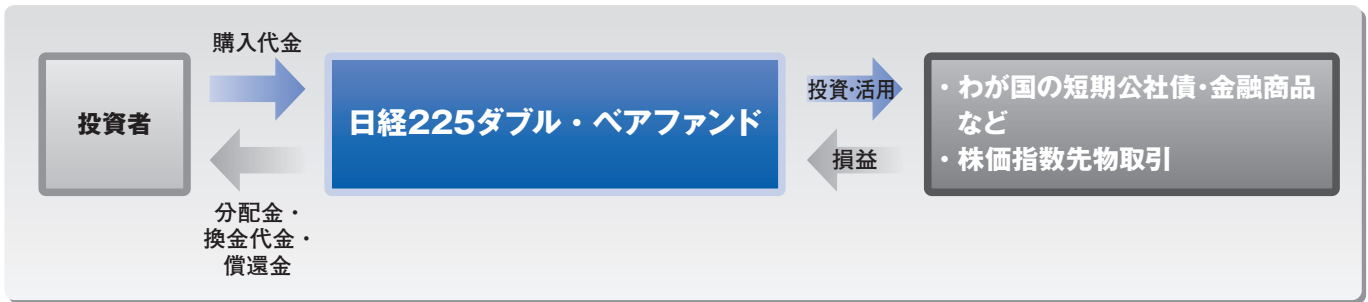 購入代金
投資者
分配金・
換金代金・
償還金
日経225ダブル・ベアファンド
投資・活用
損益
・わが国の短期公社債・金融商品
など
・株価指数先物取引